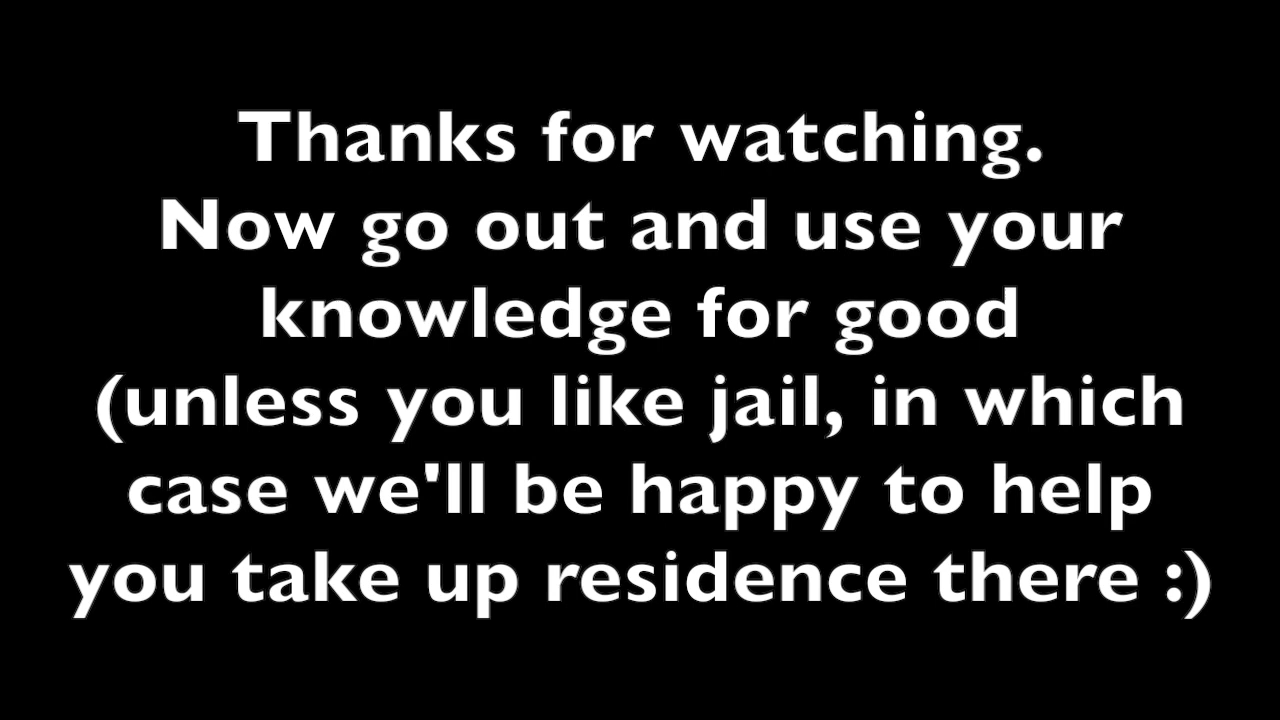 Thanks for watching.
Now go out and use your
knowledge for good
(unless you like jail, in which
case we'll be happy to help
you take up residence there :)